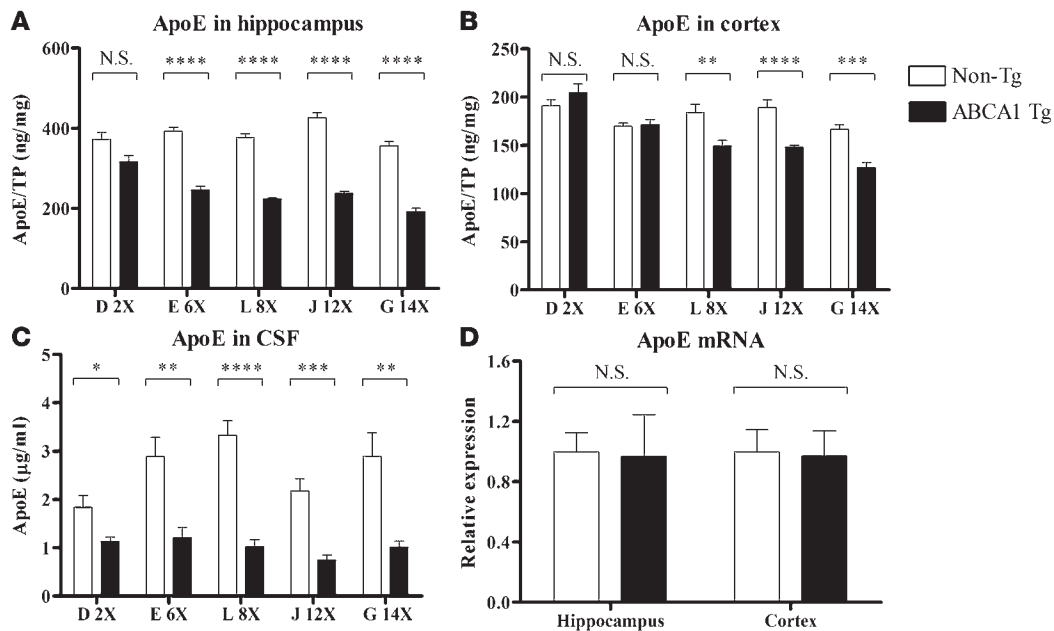 A
ApoE in hippocampus
ApoE/TP (ng/mg)
600
400
200
0
N.S.
****
****
****
****
D 2X
E 6X
L 8X
J 12X
G 14X
B
ApoE in cortex
ApoE/TP (ng/mg)
250
200
150
100
50
0
N.S.
N.S.
**
****
***
D 2X
E 6X
L 8X
J 12X
G 14X
Non-Tg
ABCA1 Tg
C
ApoE in CSF
ApoE (µg/ml)
5
4
3
2
1
0
*
**
****
***
**
D 2X
E 6X
L 8X
J 12X
G 14X
D
ApoE mRNA
Relative expression
1.6
1.2
0.8
0.4
0.0
N.S.
N.S.
Hippocampus
Cortex